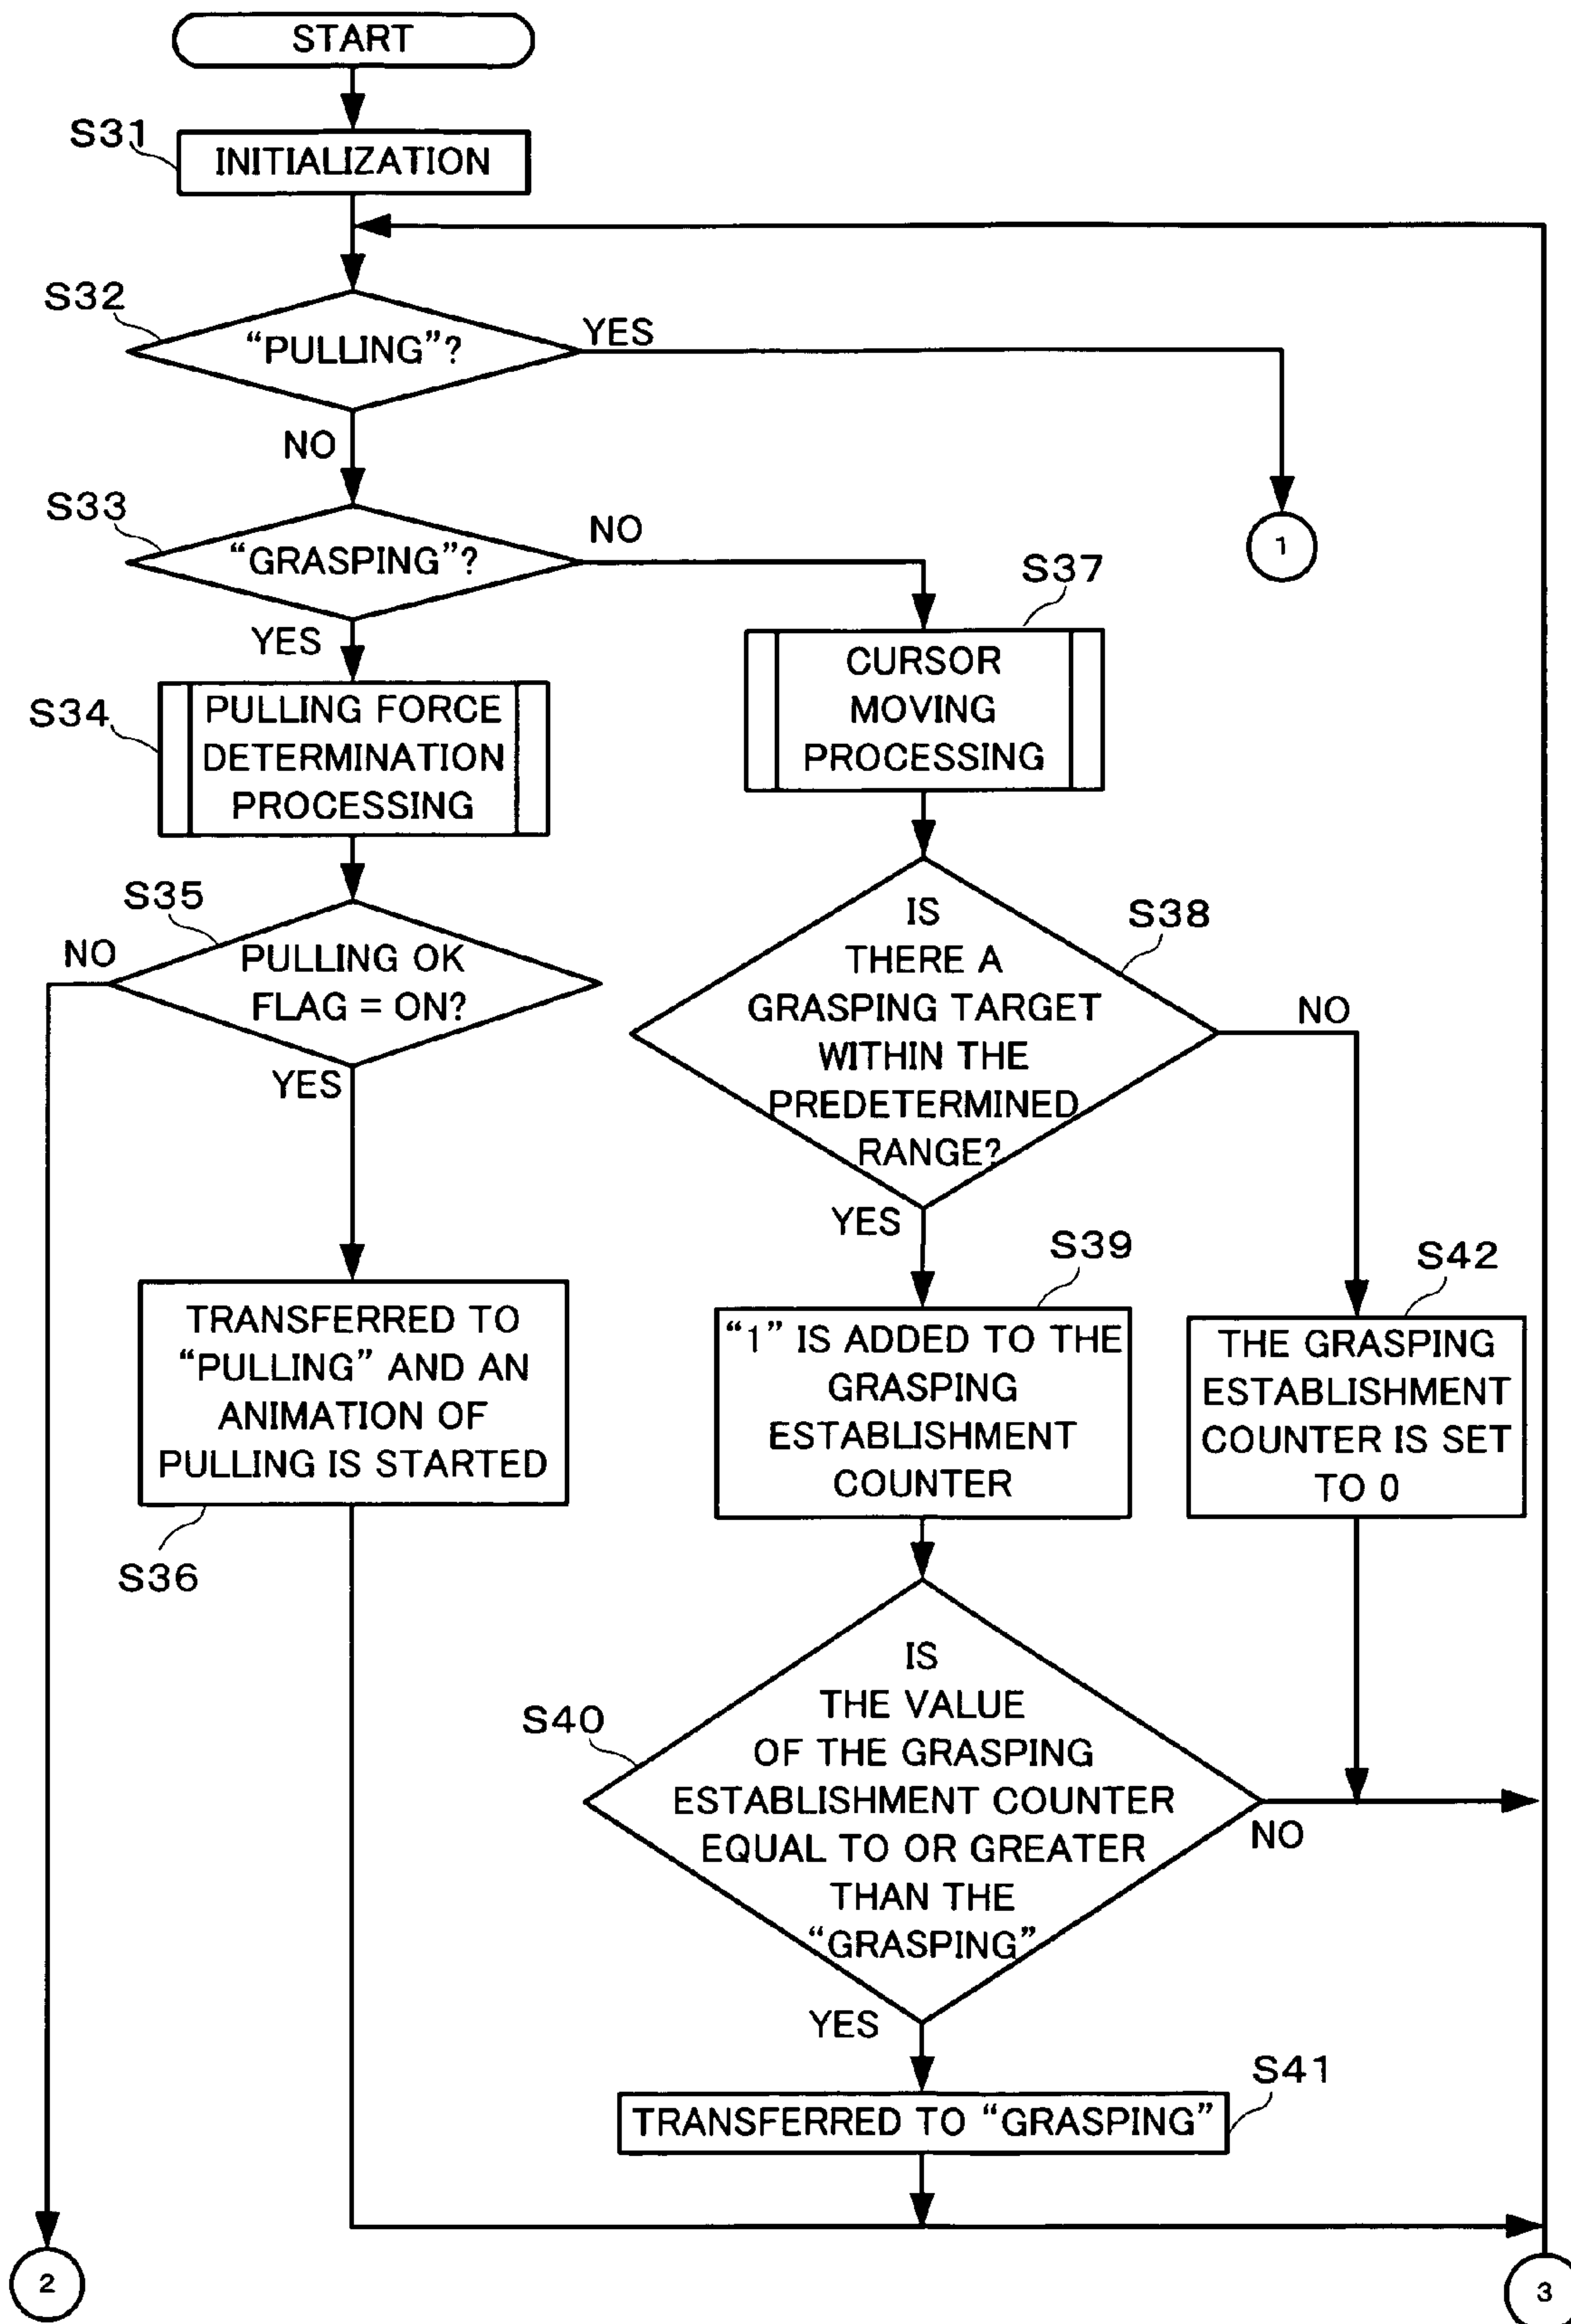 START
S31
INITIALIZATION
S32
“PULLING”?
YES
NO
1
S33
“GRASPING”?
NO
YES
S34
PULLING FORCE
DETERMINATION
PROCESSING
S37
CURSOR
MOVING
PROCESSING
S35
NO
PULLING OK
FLAG = ON?
YES
S38
IS
THERE A
GRASPING TARGET
WITHIN THE
PREDETERMINED
RANGE?
NO
YES
TRANSFERRED TO
“PULLING” AND AN
ANIMATION OF
PULLING IS STARTED
S36
S39
“1” IS ADDED TO THE
GRASPING
ESTABLISHMENT
COUNTER
S42
THE GRASPING
ESTABLISHMENT
COUNTER IS SET
TO 0
S40
IS
THE VALUE
OF THE GRASPING
ESTABLISHMENT COUNTER
EQUAL TO OR GREATER
THAN THE
“GRASPING”
NO
YES
S41
TRANSFERRED TO “GRASPING”
2
3